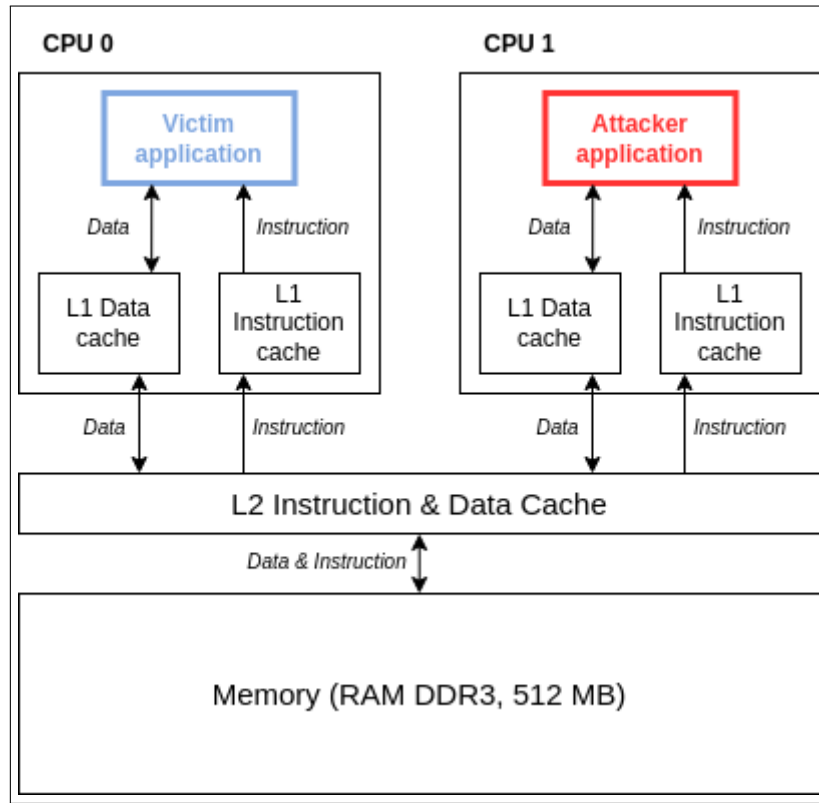 CPU 0
CPU 1
Victim
application
Attacker
application
Data
Instruction
Data
Instruction
L1 Data
cache
L1
Instruction
cache
L1 Data
cache
L1
Instruction
cache
Data
Instruction
Data
Instruction
L2 Instruction & Data Cache
Data & Instruction
Memory (RAM DDR3, 512 MB)